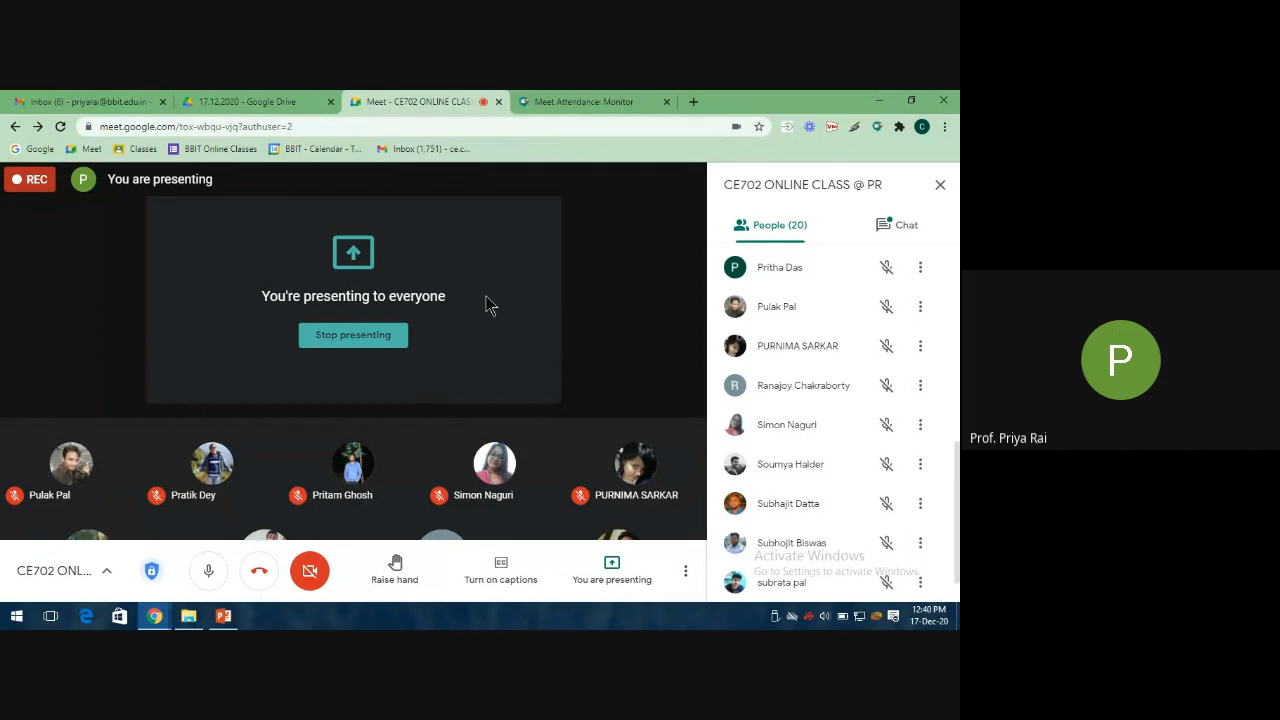 Inbox (6) - priyarai@bbit.edu.in -
17.12.2020 - Google Drive
Meet - CE702 ONLINE CLAS
Meet Attendance: Monitor
meet.google.com/tox-wbqu-vjq?authuser=2
Google
Meet
Classes
BBIT Online Classes
BBIT - Calendar - T...
Inbox (1,751) - ce.c...
REC
P
You are presenting
CE702 ONLINE CLASS @ PR
People (20)
Chat
You're presenting to everyone
Stop presenting
P
Pritha Das
Pulak Pal
PURNIMA SARKAR
R
Ranajoy Chakraborty
Simon Naguri
Soumya Halder
Subhajit Datta
Subhojit Biswas
subrata pal
Activate Windows
Go to Settings to activate Windows.
Pulak Pal
Pratik Dey
Pritam Ghosh
Simon Naguri
PURNIMA SARKAR
CE702 ONL...
Raise hand
Turn on captions
You are presenting
12:40 PM
17-Dec-20
P
Prof. Priya Rai